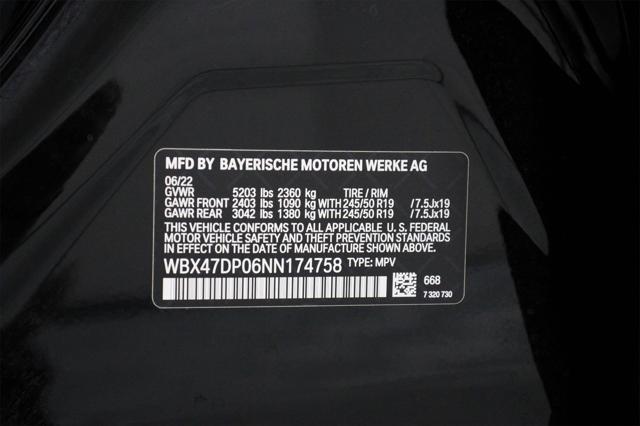 MFD BY BAYERISCHE MOTOREN WERKE AG
06/22
GVWR 5203 lbs 2360 kg TIRE / RIM
GAWR FRONT 2403 lbs 1090 kg WITH 245/50 R19 /7.5Jx19
GAWR REAR 3042 lbs 1380 kg WITH 245/50 R19 /7.5Jx19
THIS VEHICLE CONFORMS TO ALL APPLICABLE U. S. FEDERAL
MOTOR VEHICLE SAFETY, BUMPER, AND THEFT PREVENTION
STANDARDS IN EFFECT ON THE DATE OF MANUFACTURE SHOWN ABOVE.
WBX47DP06NN174758 TYPE: MPV
668
7 320 730